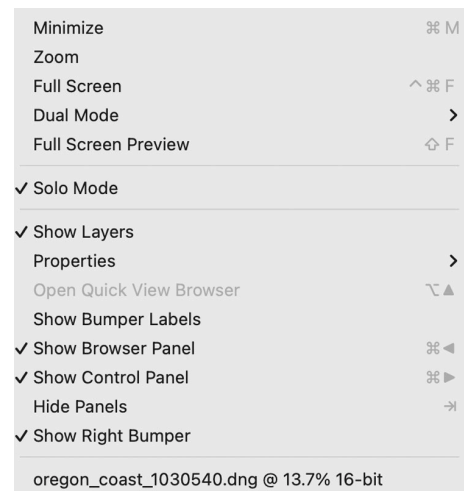 Minimize ⌘ M
Zoom
Full Screen ^ ⌘ F
Dual Mode >
Full Screen Preview ⇧ F
✓ Solo Mode
✓ Show Layers
Properties >
Open Quick View Browser ⌥ ▲
Show Bumper Labels
✓ Show Browser Panel ⌘ ◀
✓ Show Control Panel ⌘ ▶
Hide Panels ⇥
✓ Show Right Bumper
oregon_coast_1030540.dng @ 13.7% 16-bit